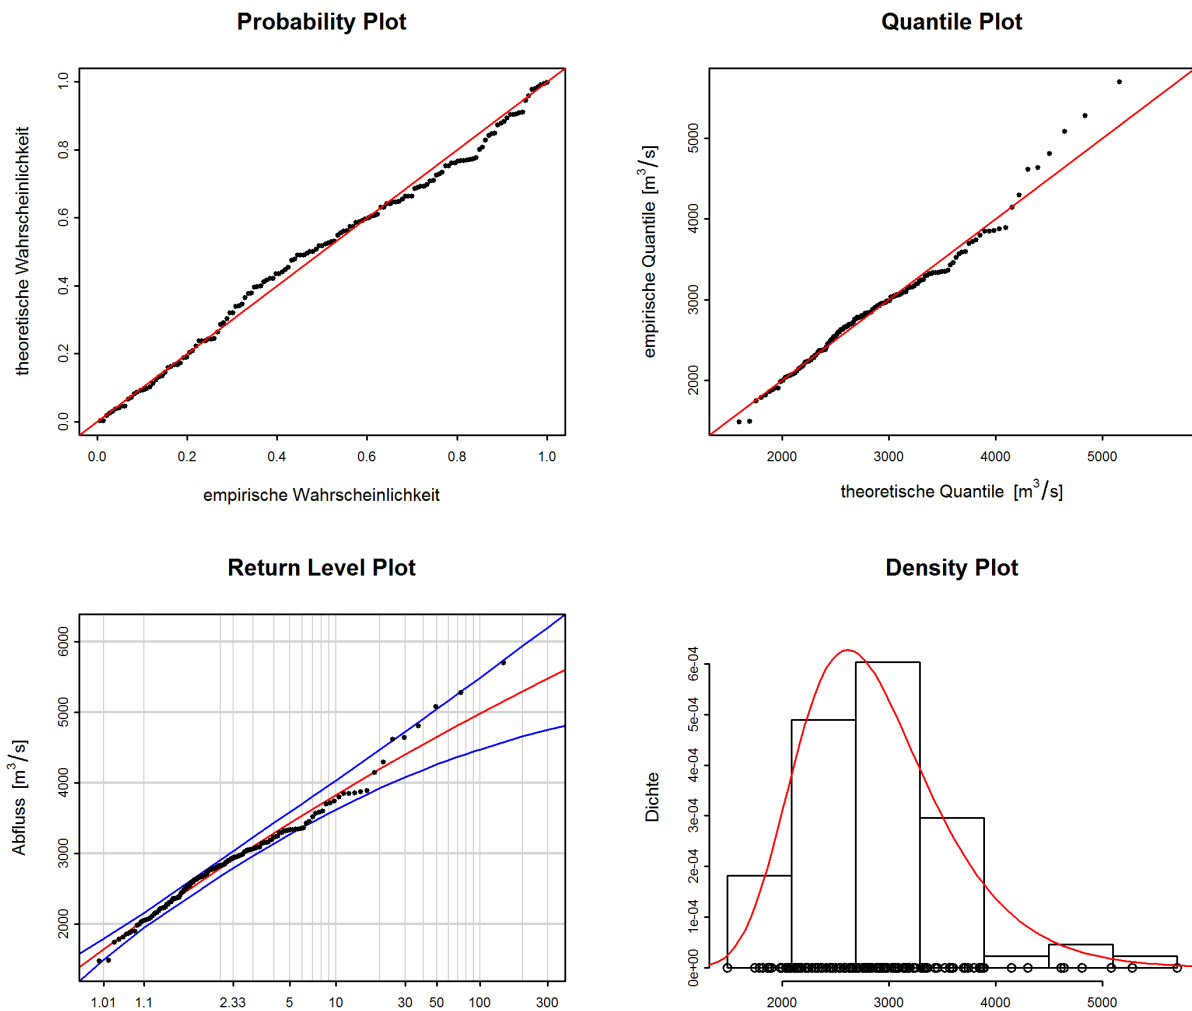 Probability Plot
theoretische Wahrscheinlichkeit
0.0 0.2 0.4 0.6 0.8 1.0
0.0 0.2 0.4 0.6 0.8 1.0
empirische Wahrscheinlichkeit
Quantile Plot
empirische Quantile [m³/s]
2000 3000 4000 5000
2000 3000 4000 5000
theoretische Quantile [m³/s]
Return Level Plot
Abfluss [m³/s]
2000 3000 4000 5000 6000
1.01 1.1 2.33 5 10 30 50 100 300
Density Plot
Dichte
0e+00 1e-04 2e-04 3e-04 4e-04 5e-04 6e-04
2000 3000 4000 5000